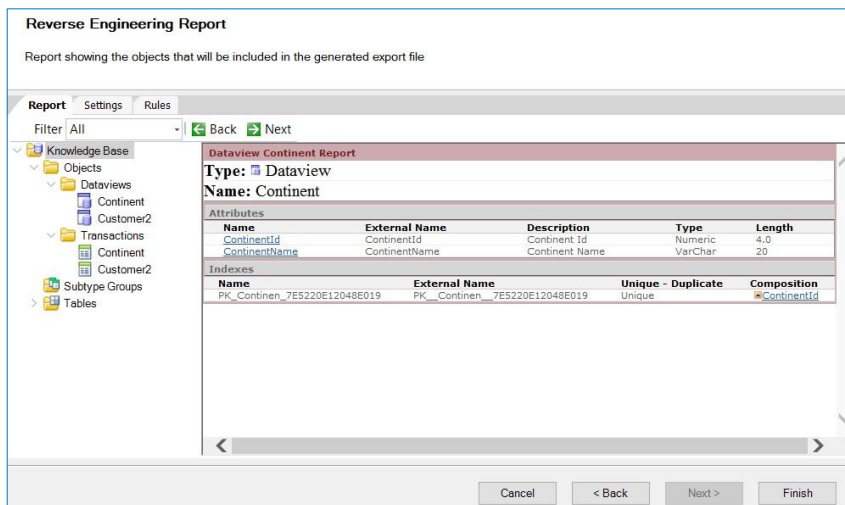 Reverse Engineering Report
Report showing the objects that will be included in the generated export file
Report Settings Rules
Filter All Back Next
Knowledge Base
Objects
Dataviews
Continent
Customer2
Transactions
Continent
Customer2
Subtype Groups
Tables
Dataview Continent Report
Type: Dataview
Name: Continent
Attributes
Name External Name Description Type Length
ContinentId ContinentId Continent Id Numeric 4.0
ContinentName ContinentName Continent Name VarChar 20
Indexes
Name External Name Unique - Duplicate Composition
PK_Continen_7E5220E12048E019 PK__Continen__7E5220E12048E019 Unique ContinentId
Cancel < Back Next > Finish